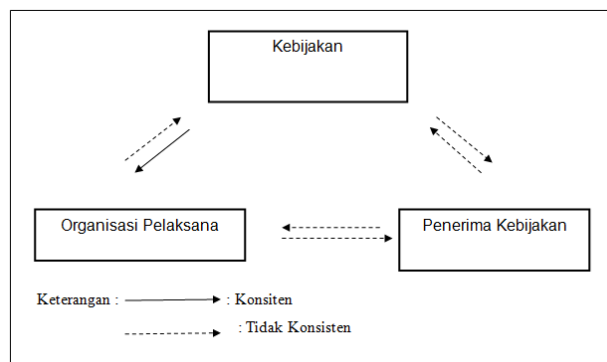 Kebijakan
Organisasi Pelaksana
Penerima Kebijakan
Keterangan : : Konsiten
: Tidak Konsisten